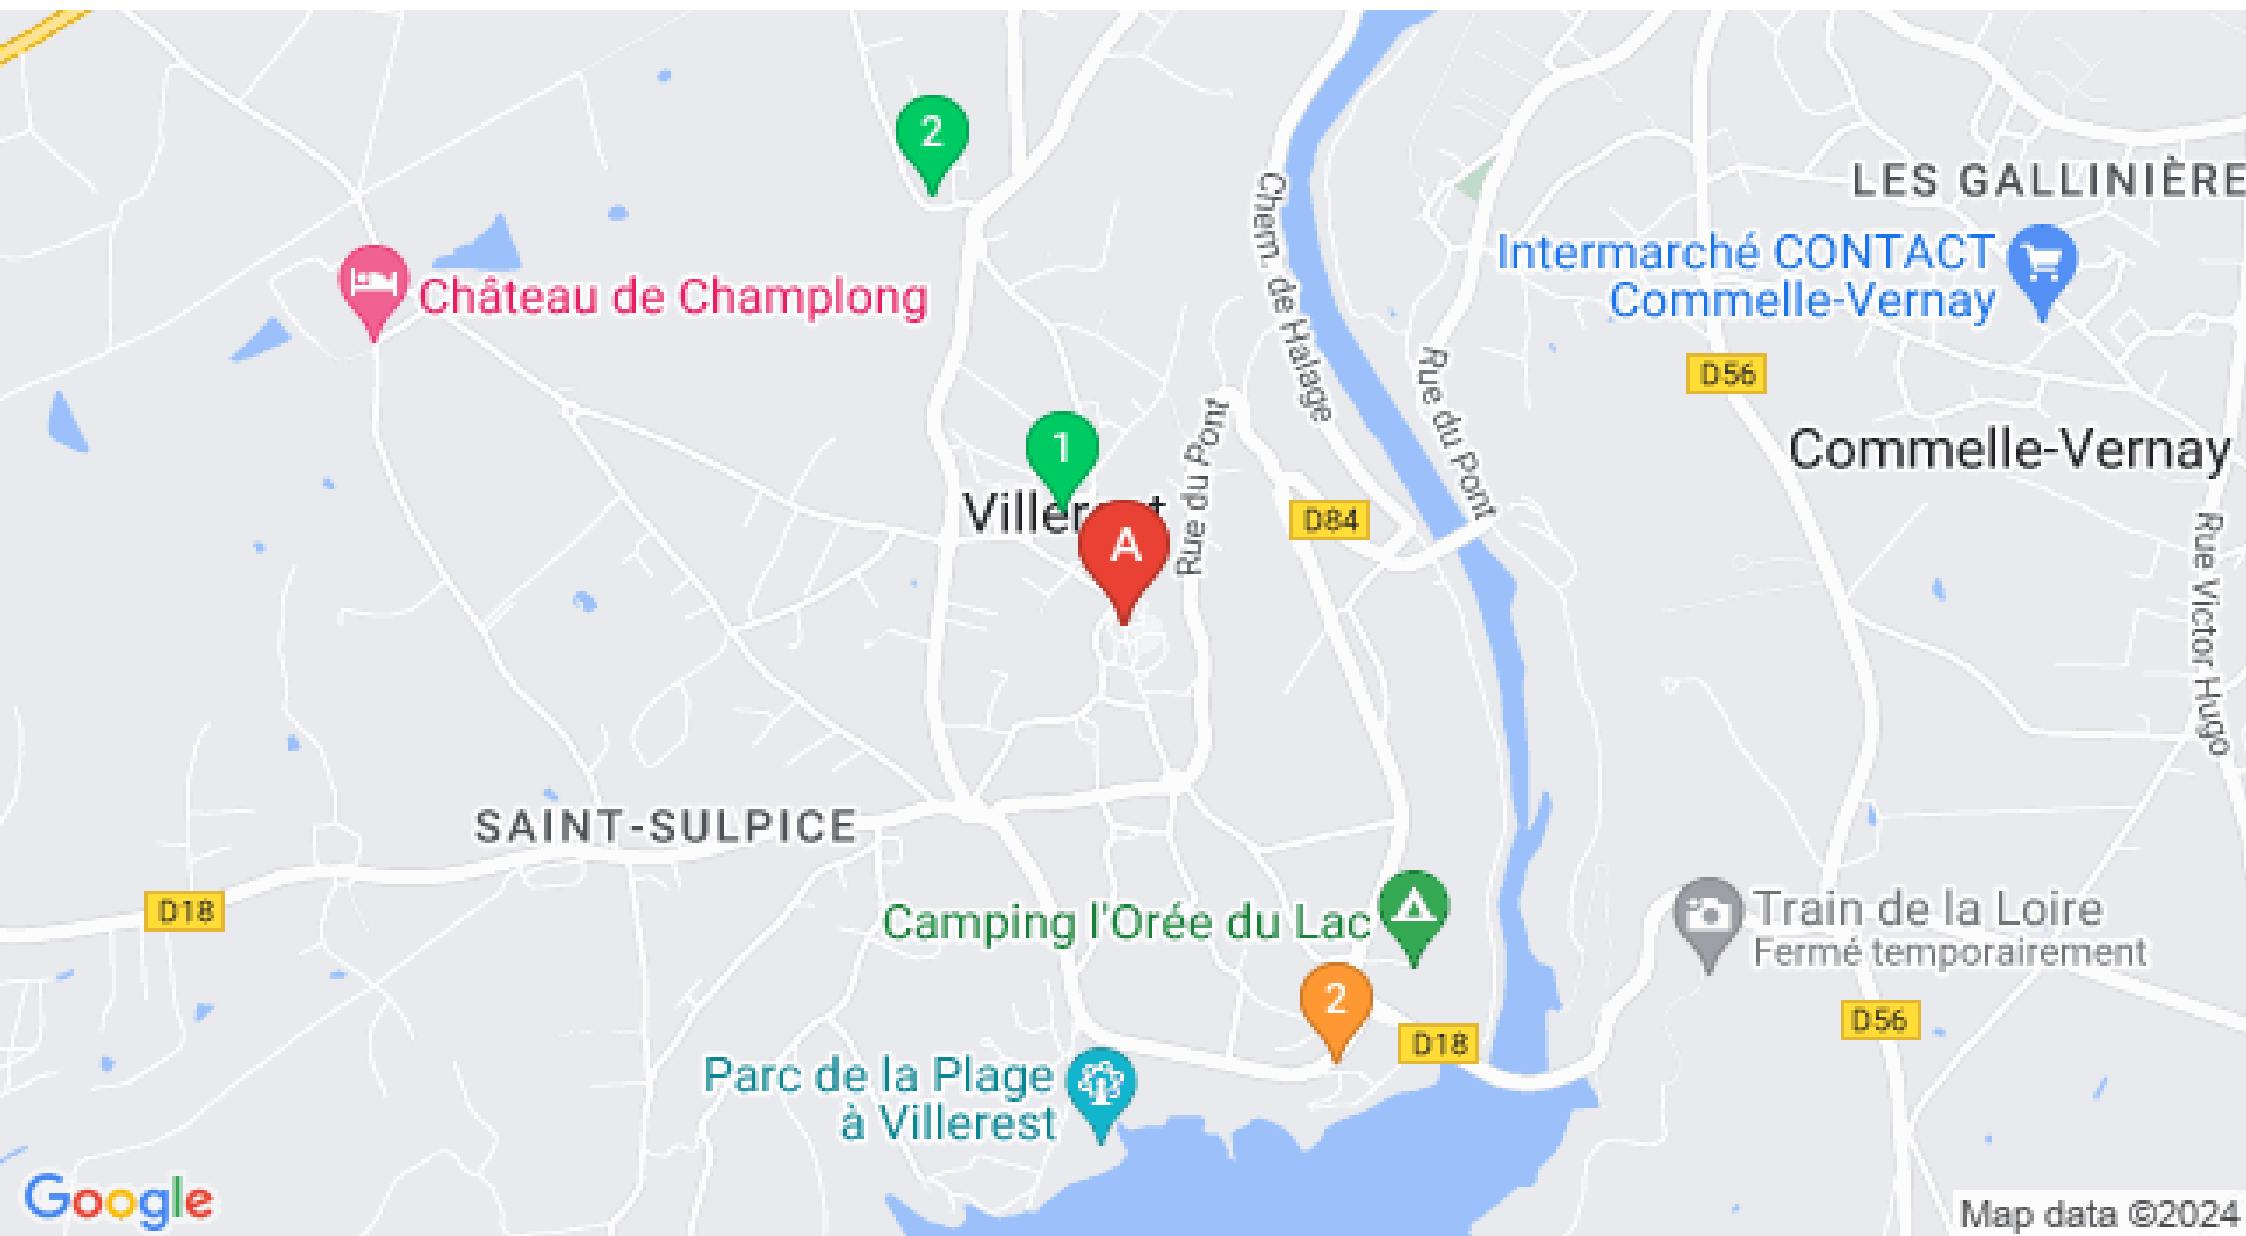 2
LES GALLINIÈRE
Intermarché CONTACT
Commelle-Vernay
Château de Champlong
Chem. de Halage
D56
Rue du Pont
Rue du Pont
Commelle-Vernay
1
D84
A
Rue Victor Hugo
SAINT-SULPICE
D18
Camping l'Orée du Lac
Train de la Loire
Fermé temporairement
2
D18
D56
Parc de la Plage
à Villerest
Google
Map data ©2024